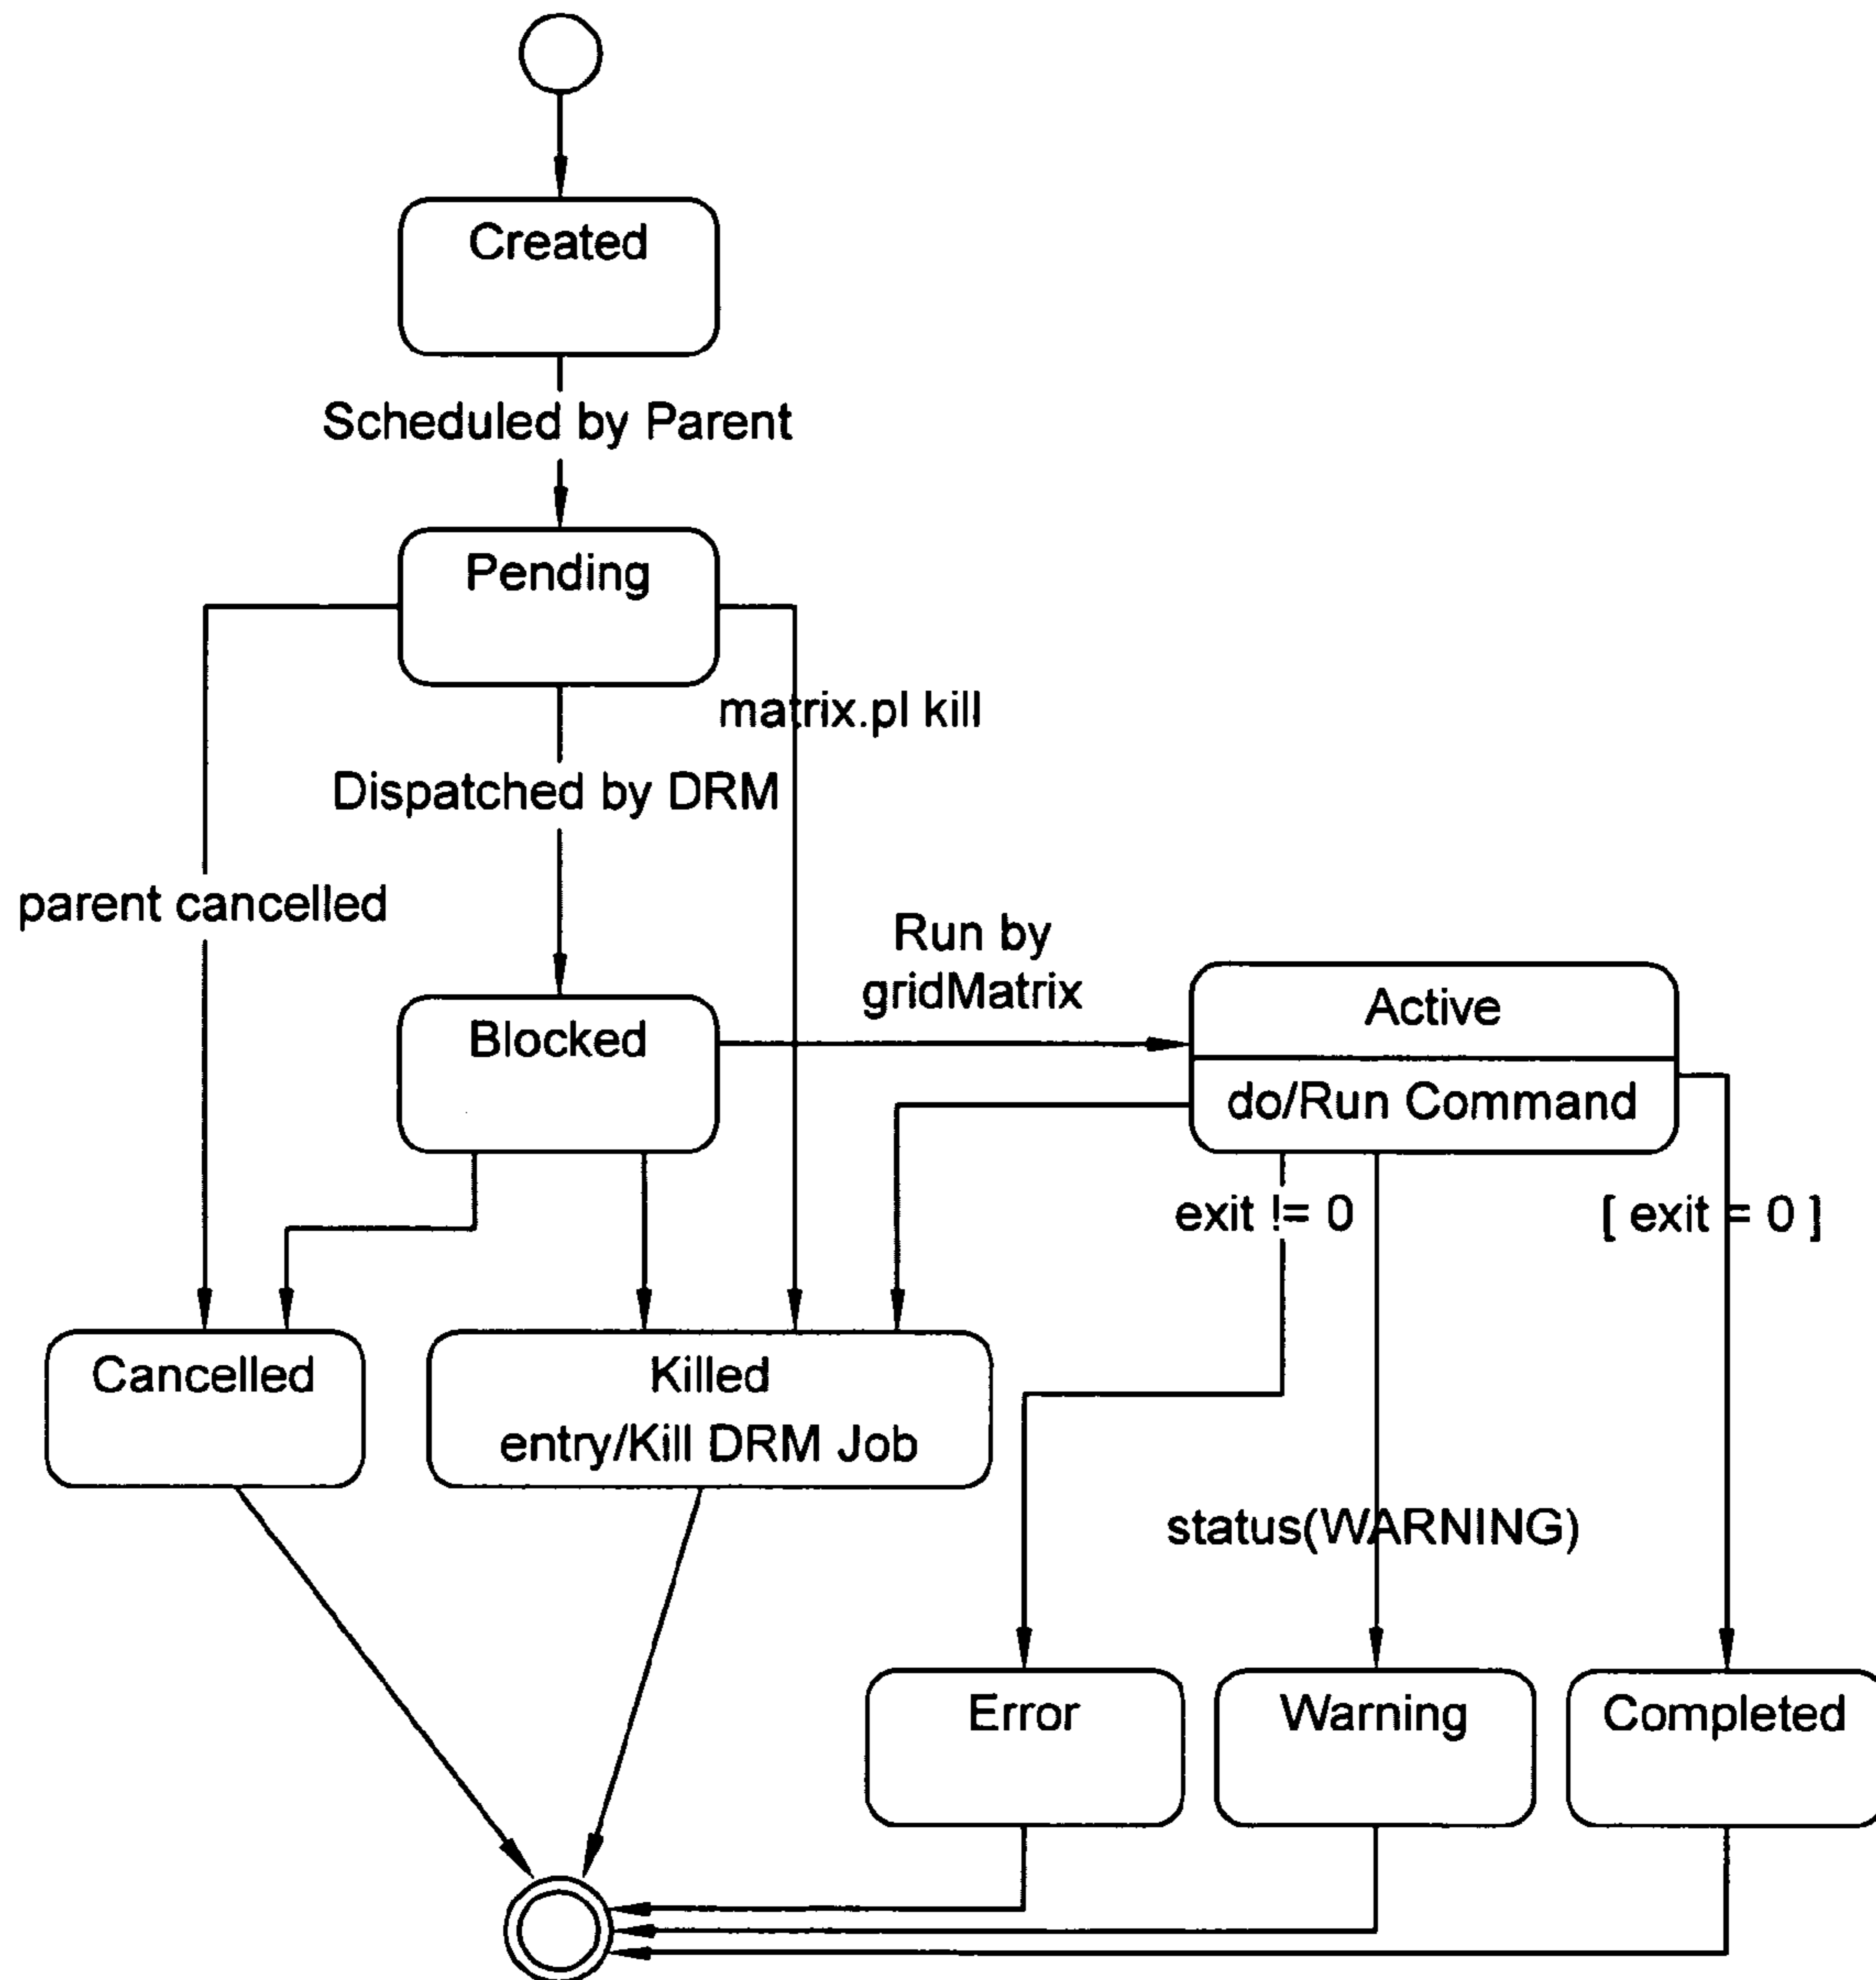 Created
Scheduled by Parent
Pending
matrix.pl kill
Dispatched by DRM
parent cancelled
Run by
gridMatrix
Active
Blocked
do/Run Command
exit != 0
[ exit = 0 ]
Cancelled
Killed
entry/Kill DRM Job
status(WARNING)
Error
Warning
Completed